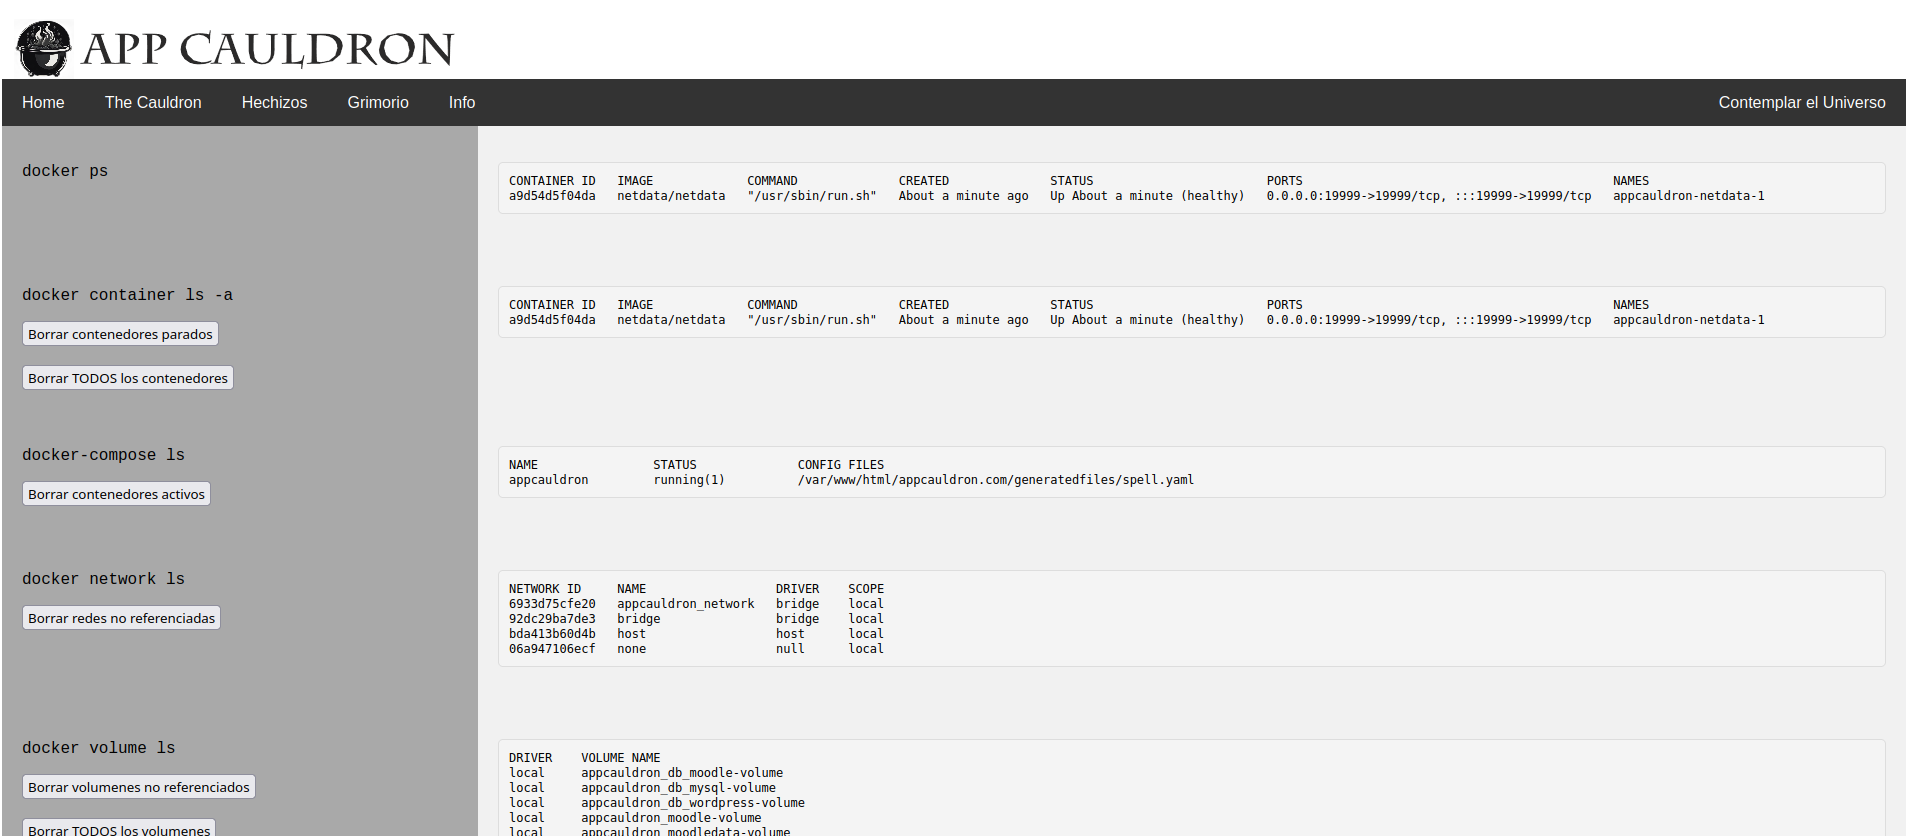 APP CAULDRON
Home The Cauldron Hechizos Grimorio Info Contemplar el Universo
docker ps
CONTAINER ID IMAGE COMMAND CREATED STATUS PORTS NAMES
a9d54d5f04da netdata/netdata "/usr/sbin/run.sh" About a minute ago Up About a minute (healthy) 0.0.0.0:19999->19999/tcp, :::19999->19999/tcp appcauldron-netdata-1
docker container ls -a
Borrar contenedores parados
Borrar TODOS los contenedores
CONTAINER ID IMAGE COMMAND CREATED STATUS PORTS NAMES
a9d54d5f04da netdata/netdata "/usr/sbin/run.sh" About a minute ago Up About a minute (healthy) 0.0.0.0:19999->19999/tcp, :::19999->19999/tcp appcauldron-netdata-1
docker-compose ls
Borrar contenedores activos
NAME STATUS CONFIG FILES
appcauldron running(1) /var/www/html/appcauldron.com/generatedfiles/spell.yaml
docker network ls
Borrar redes no referenciadas
NETWORK ID NAME DRIVER SCOPE
6933d75cfe20 appcauldron_network bridge local
92dc29ba7de3 bridge bridge local
bda413b60d4b host host local
06a947106ecf none null local
docker volume ls
Borrar volumenes no referenciados
Borrar TODOS los volumenes
DRIVER VOLUME NAME
local appcauldron_db_moodle-volume
local appcauldron_db_mysql-volume
local appcauldron_db_wordpress-volume
local appcauldron_moodle-volume
local appcauldron_moodledata-volume